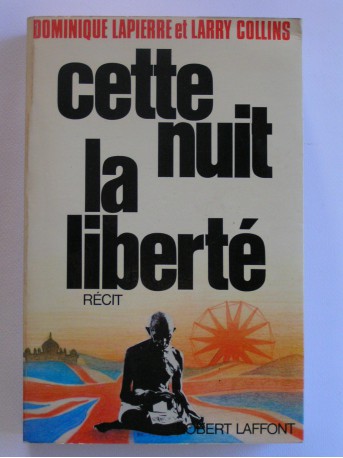 DOMINIQUE LAPIERRE et LARRY COLLINS
cette
nuit
la
liberté
RÉCIT
ROBERT LAFFONT